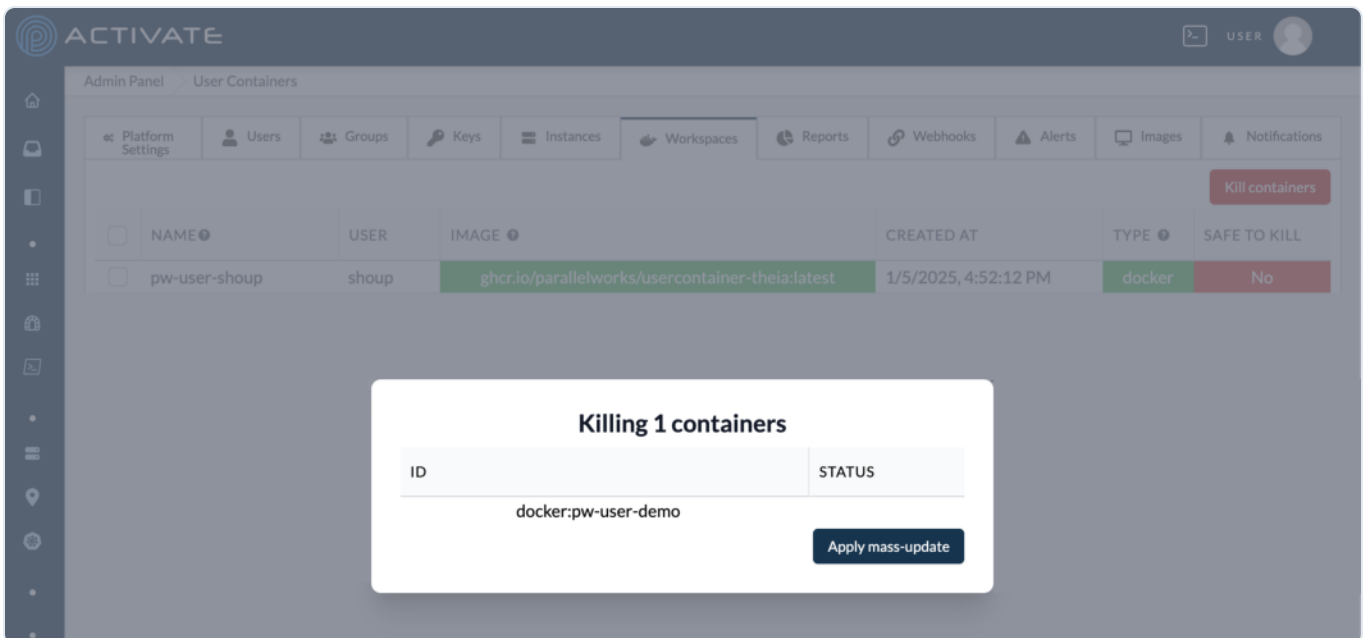 ACTIVATE
USER
Admin Panel
User Containers
Platform Settings
Users
Groups
Keys
Instances
Workspaces
Reports
Webhooks
Alerts
Images
Notifications
Kill containers
NAME
USER
IMAGE
CREATED AT
TYPE
SAFE TO KILL
pw-user-shoup
shoup
ghcr.io/parallelworks/usercontainer-theia:latest
1/5/2025, 4:52:12 PM
docker
No
Killing 1 containers
ID
STATUS
docker:pw-user-demo
Apply mass-update